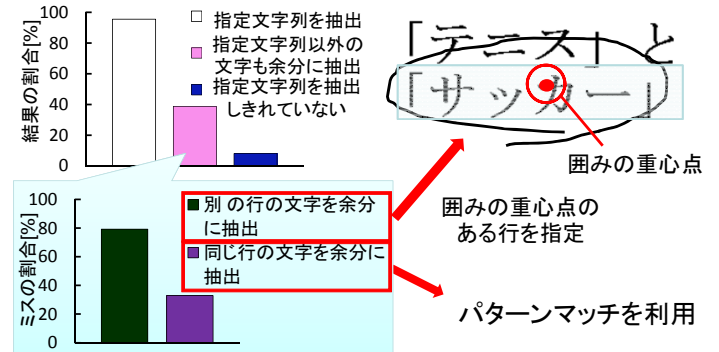 結果の割合[%]
100
80
60
40
20
0
指定文字列を抽出
指定文字列以外の
文字も余分に抽出
指定文字列を抽出
しきれていない
「テニス」と
「サッカー」
囲みの重心点
囲みの重心点の
ある行を指定
パターンマッチを利用
ミスの割合[%]
100
80
60
40
20
0
別 の行の文字を余分
に抽出
同じ行の文字を余分に
抽出